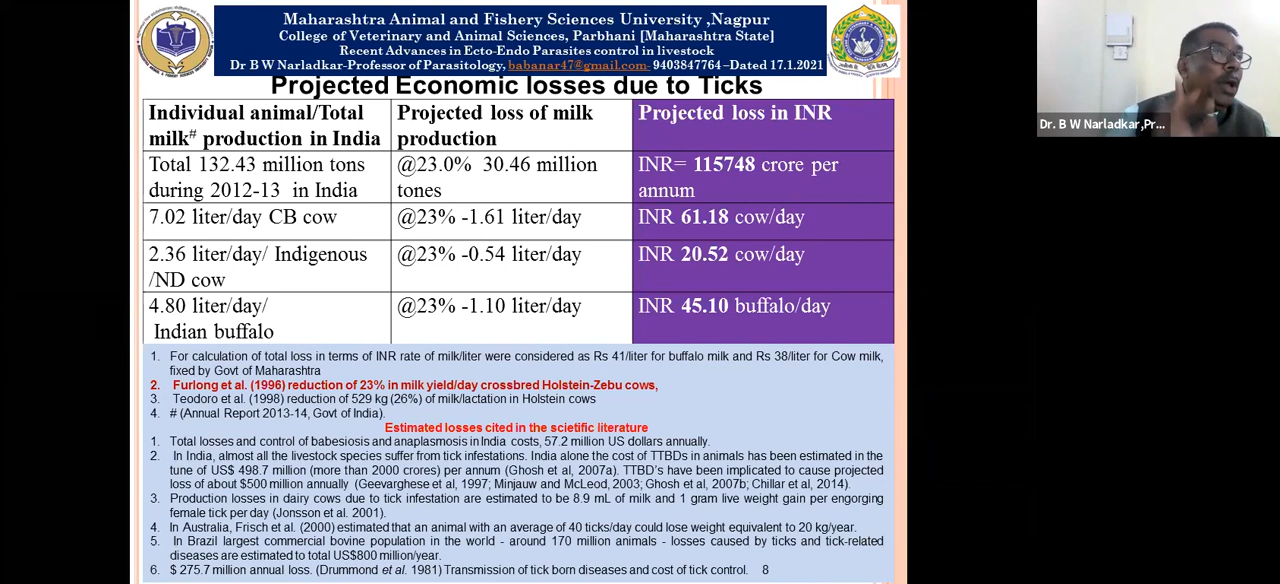 Maharashtra Animal and Fishery Sciences University ,Nagpur
College of Veterinary and Animal Sciences, Parbhani [Maharashtra State]
Recent Advances in Ecto-Endo Parasites control in livestock
Dr B W Narladkar-Professor of Parasitology, babanar47@gmail.com- 9403847764 –Dated 17.1.2021
Projected Economic losses due to Ticks
Individual animal/Total
milk# production in India
Projected loss of milk
production
Projected loss in INR
Total 132.43 million tons
during 2012-13 in India
@23.0% 30.46 million
tones
INR= 115748 crore per
annum
7.02 liter/day CB cow
@23% -1.61 liter/day
INR 61.18 cow/day
2.36 liter/day/ Indigenous
/ND cow
@23% -0.54 liter/day
INR 20.52 cow/day
4.80 liter/day/
Indian buffalo
@23% -1.10 liter/day
INR 45.10 buffalo/day
1. For calculation of total loss in terms of INR rate of milk/liter were considered as Rs 41/liter for buffalo milk and Rs 38/liter for Cow milk,
fixed by Govt of Maharashtra
2. Furlong et al. (1996) reduction of 23% in milk yield/day crossbred Holstein-Zebu cows,
3. Teodoro et al. (1998) reduction of 529 kg (26%) of milk/lactation in Holstein cows
4. # (Annual Report 2013-14, Govt of India).
Estimated losses cited in the scietific literature
1. Total losses and control of babesiosis and anaplasmosis in India costs, 57.2 million US dollars annually.
2. In India, almost all the livestock species suffer from tick infestations. India alone the cost of TTBDs in animals has been estimated in the
tune of US$ 498.7 million (more than 2000 crores) per annum (Ghosh et al, 2007a). TTBD's have been implicated to cause projected
loss of about $500 million annually (Geevarghese et al, 1997; Minjauw and McLeod, 2003; Ghosh et al, 2007b; Chillar et al, 2014).
3. Production losses in dairy cows due to tick infestation are estimated to be 8.9 mL of milk and 1 gram live weight gain per engorging
female tick per day (Jonsson et al. 2001).
4. In Australia, Frisch et al. (2000) estimated that an animal with an average of 40 ticks/day could lose weight equivalent to 20 kg/year.
5. In Brazil largest commercial bovine population in the world - around 170 million animals - losses caused by ticks and tick-related
diseases are estimated to total US$800 million/year.
6. $ 275.7 million annual loss. (Drummond et al. 1981) Transmission of tick born diseases and cost of tick control. 8
Dr. B W Narladkar,Pr...